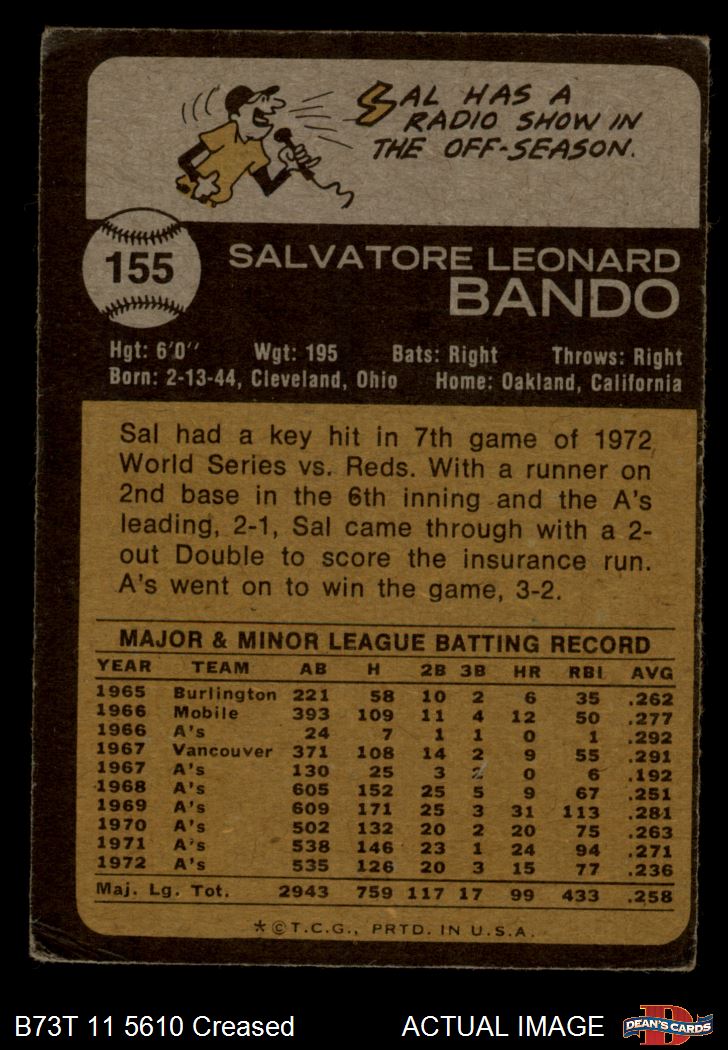 SAL HAS A
RADIO SHOW IN
THE OFF-SEASON.
155
SALVATORE LEONARD
BANDO
Hgt: 6'0'' Wgt: 195 Bats: Right Throws: Right
Born: 2-13-44, Cleveland, Ohio Home: Oakland, California
Sal had a key hit in 7th game of 1972
World Series vs. Reds. With a runner on
2nd base in the 6th inning and the A's
leading, 2-1, Sal came through with a 2-
out Double to score the insurance run.
A's went on to win the game, 3-2.
MAJOR & MINOR LEAGUE BATTING RECORD
YEAR TEAM AB H 2B 3B HR RBI AVG
1965 Burlington 221 58 10 2 6 35 .262
1966 Mobile 393 109 11 4 12 50 .277
1966 A's 24 7 1 1 0 1 .292
1967 Vancouver 371 108 14 2 9 55 .291
1967 A's 130 25 3 2 0 6 .192
1968 A's 605 152 25 5 9 67 .251
1969 A's 609 171 25 3 31 113 .281
1970 A's 502 132 20 2 20 75 .263
1971 A's 538 146 23 1 24 94 .271
1972 A's 535 126 20 3 15 77 .236
Maj. Lg. Tot. 2943 759 117 17 99 433 .258
*©T.C.G., PRTD. IN U.S.A.
B73T 11 5610 Creased ACTUAL IMAGE
DEAN'S CARDS